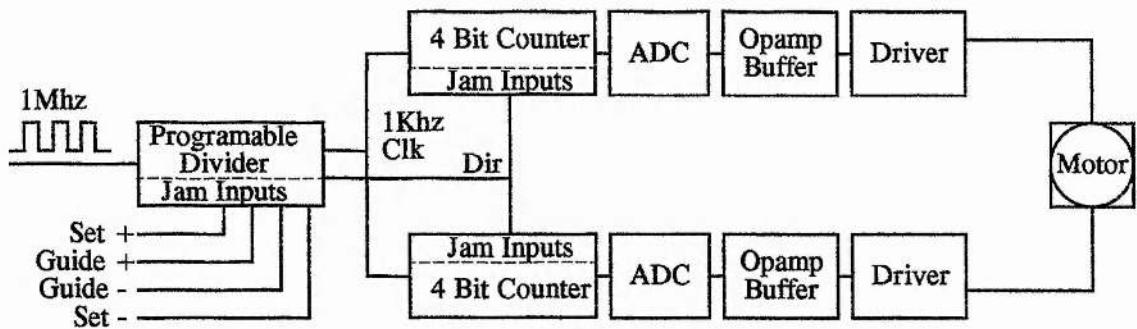 1Mhz
Programable
Divider
Jam Inputs
Set +
Guide +
Guide -
Set -
1Khz
Clk
Dir
4 Bit Counter
Jam Inputs
ADC
Opamp
Buffer
Driver
Motor
Jam Inputs
4 Bit Counter
ADC
Opamp
Buffer
Driver